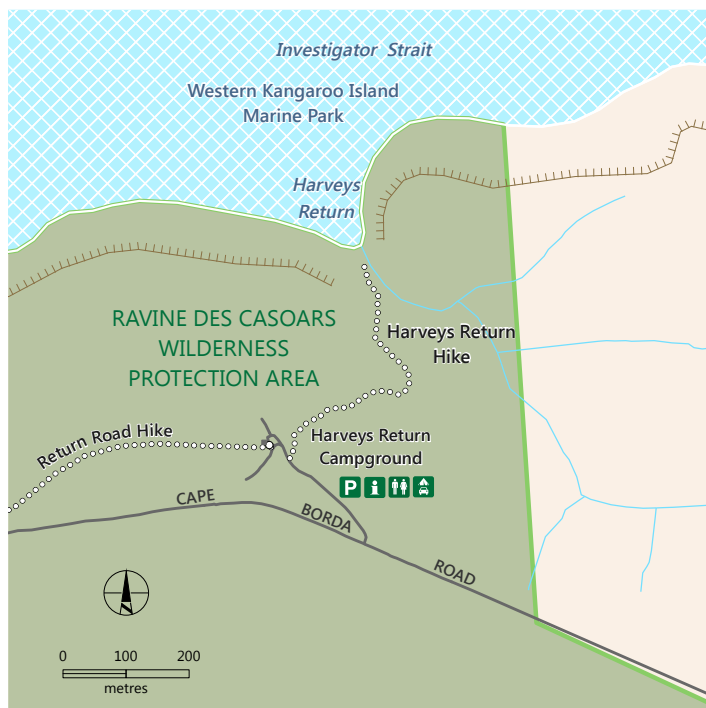 Investigator Strait
Western Kangaroo Island
Marine Park
Harveys
Return
RAVINE DES CASOARS
WILDERNESS
PROTECTION AREA
Harveys Return
Hike
Return Road Hike
Harveys Return
Campground
P i
CAPE BORDA ROAD
0 100 200
metres